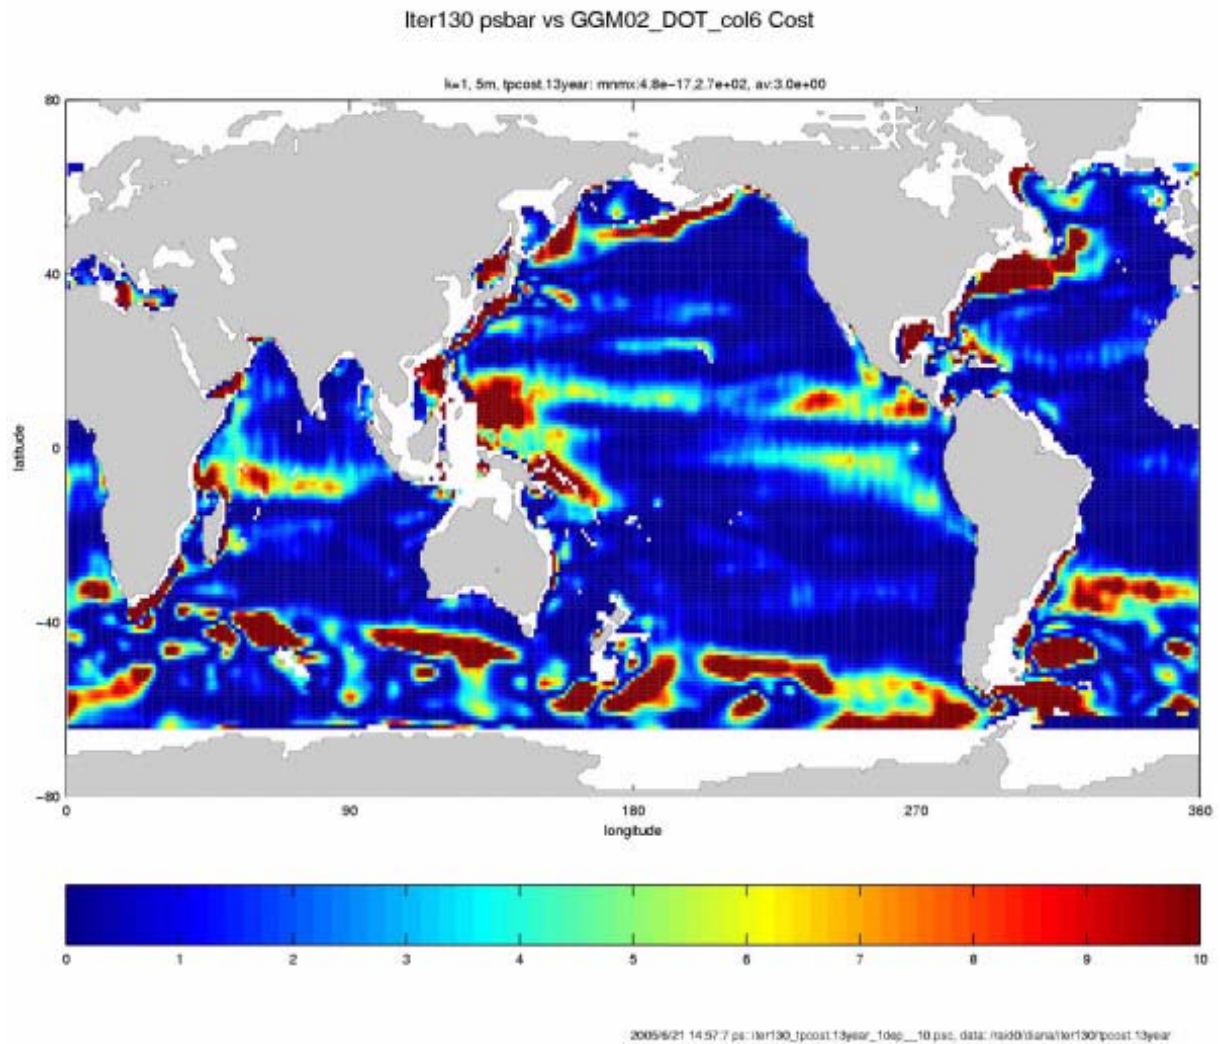 Iter130 psbar vs GGM02_DOT_col6 Cost
k=1, 5m, tpcost.13year: mnmx:4.8e-17,2.7e+02, av:3.0e+00
80
40
0
-40
-80
latitude
0 90 180 270 360
longitude
0 1 2 3 4 5 6 7 8 9 10
2005/6/21 14:57:7 ps: iter130_tpcost.13year_1dep__10.psc, data: /raid0/diana/iter130/tpcost.13year